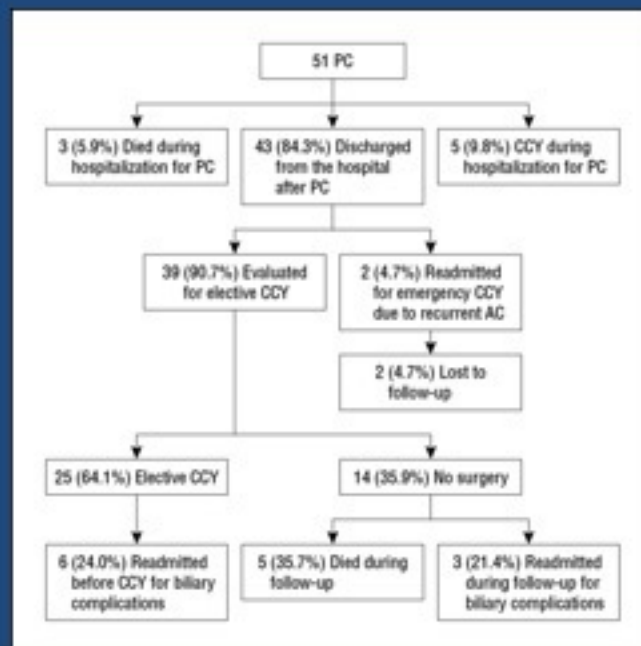 51 PC
3 (5.9%) Died during
hospitalization for PC
43 (84.3%) Discharged
from the hospital
after PC
5 (9.8%) CCY during
hospitalization for PC
39 (90.7%) Evaluated
for elective CCY
2 (4.7%) Readmitted
for emergency CCY
due to recurrent AC
2 (4.7%) Lost to
follow-up
25 (64.1%) Elective CCY
14 (35.9%) No surgery
6 (24.0%) Readmitted
before CCY for biliary
complications
5 (35.7%) Died during
follow-up
3 (21.4%) Readmitted
during follow-up for
biliary complications